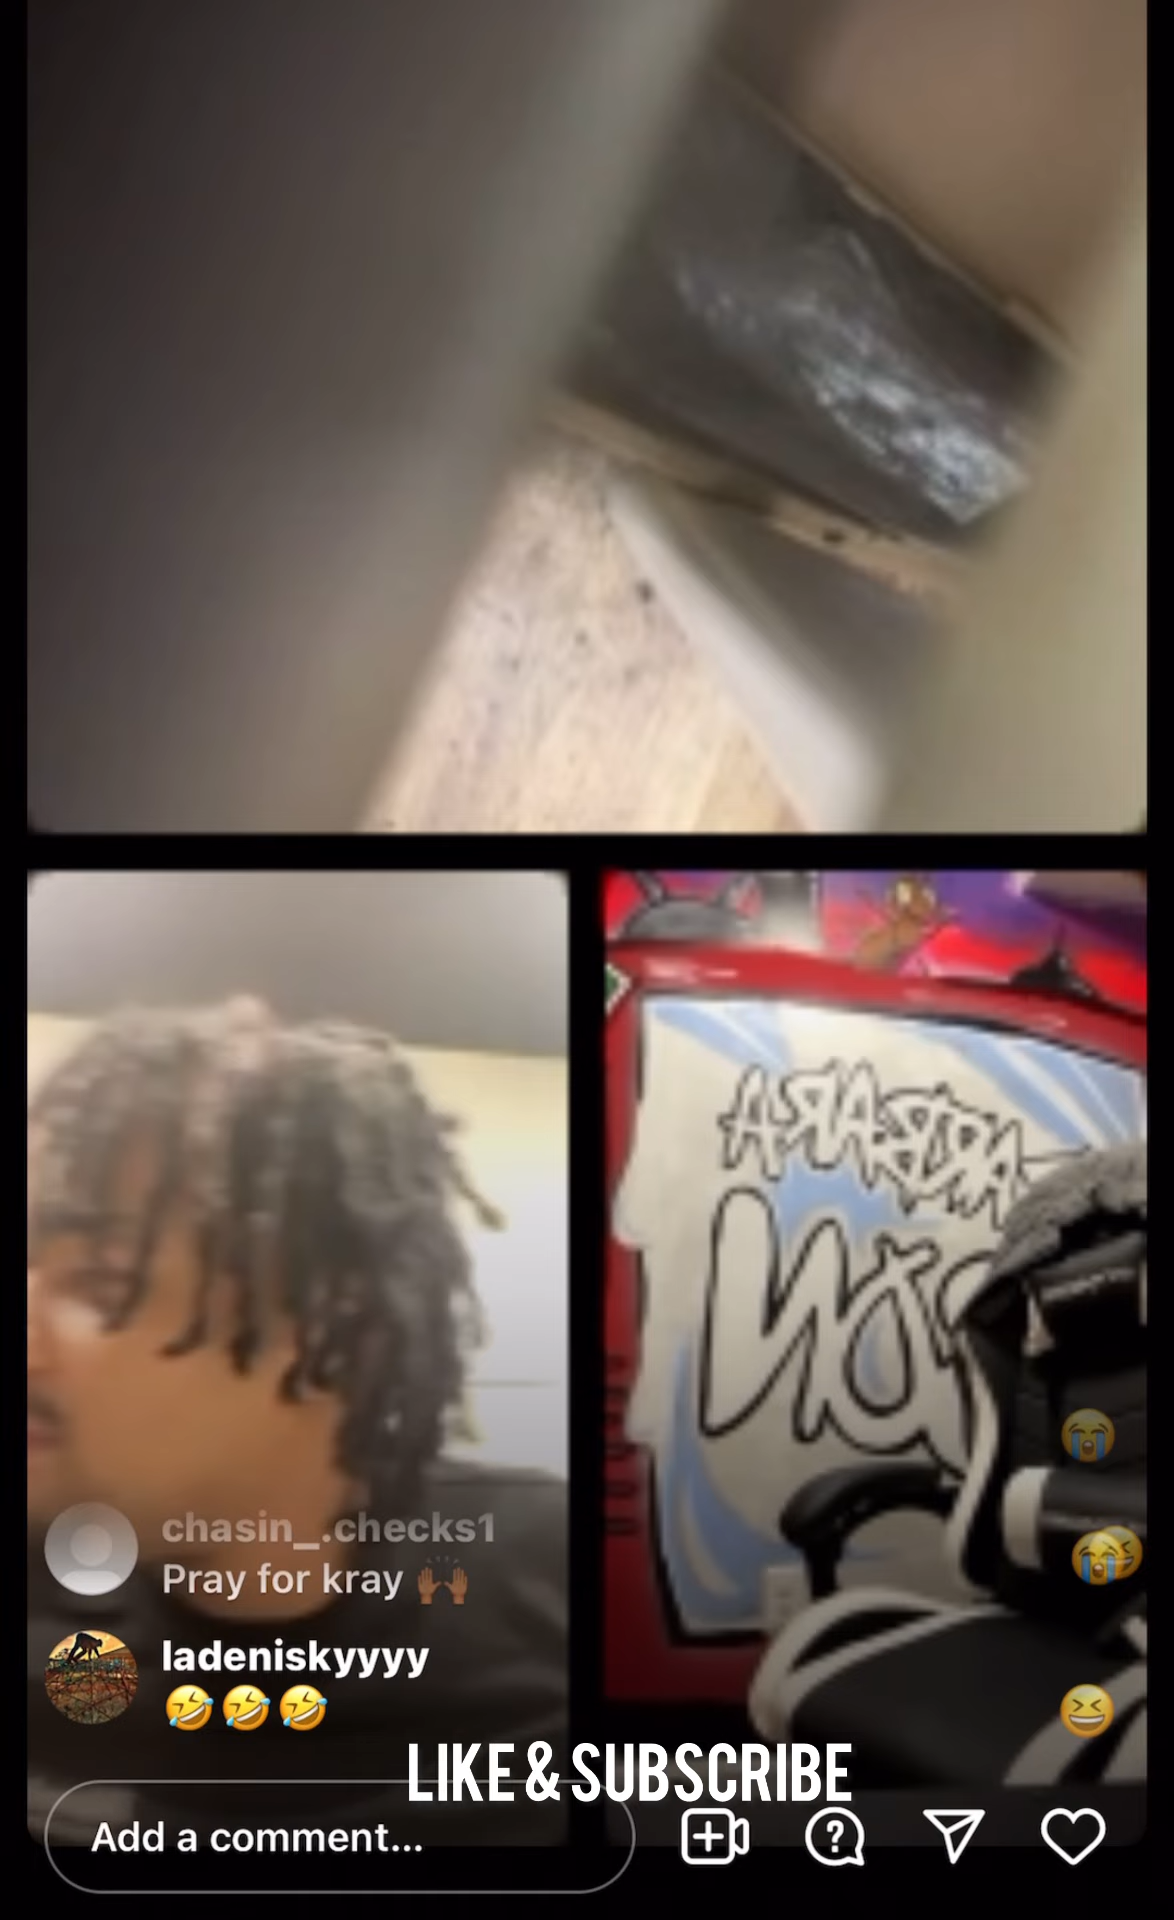 chasin_.checks1
Pray for kray 🙌🏾
ladeniskyyyy
🤣🤣🤣
LIKE & SUBSCRIBE
Add a comment...